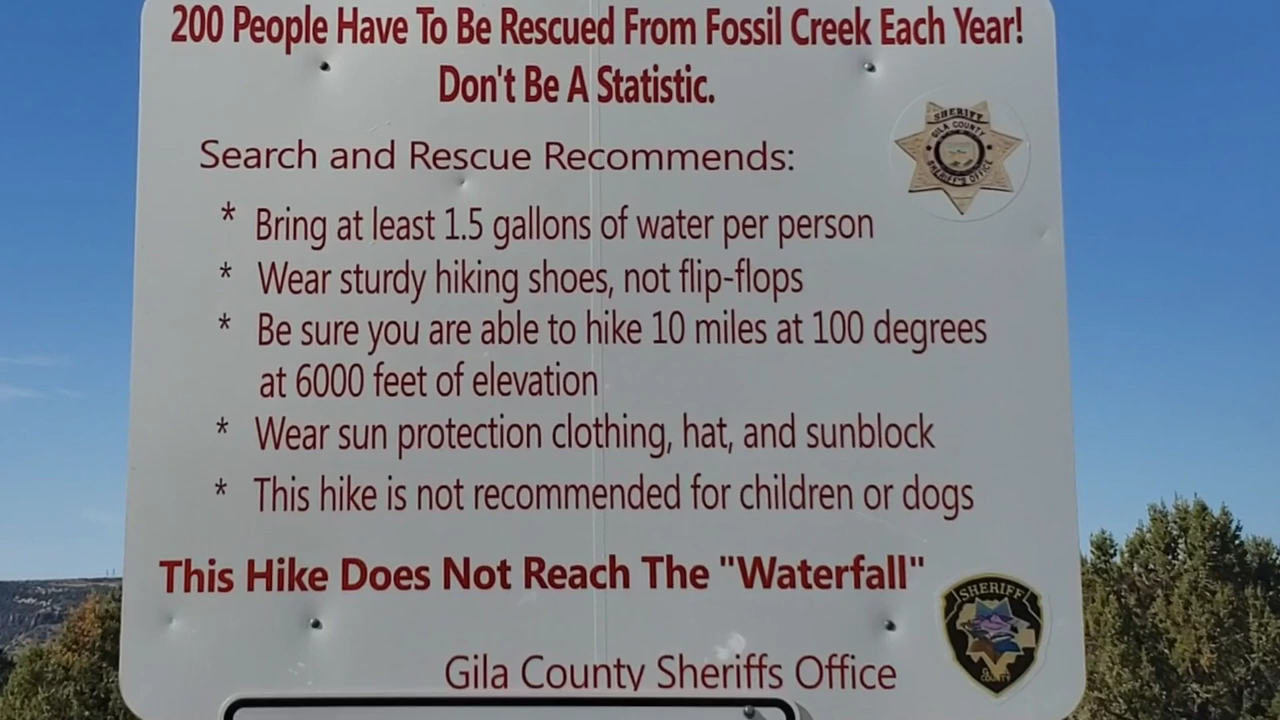 200 People Have To Be Rescued From Fossil Creek Each Year!
Don't Be A Statistic.
SHERIFF
GILA COUNTY
SHERIFF'S OFFICE
Search and Rescue Recommends:
* Bring at least 1.5 gallons of water per person
* Wear sturdy hiking shoes, not flip-flops
* Be sure you are able to hike 10 miles at 100 degrees
at 6000 feet of elevation
* Wear sun protection clothing, hat, and sunblock
* This hike is not recommended for children or dogs
This Hike Does Not Reach The "Waterfall"
SHERIFF
GILA
COUNTY
Gila County Sheriffs Office